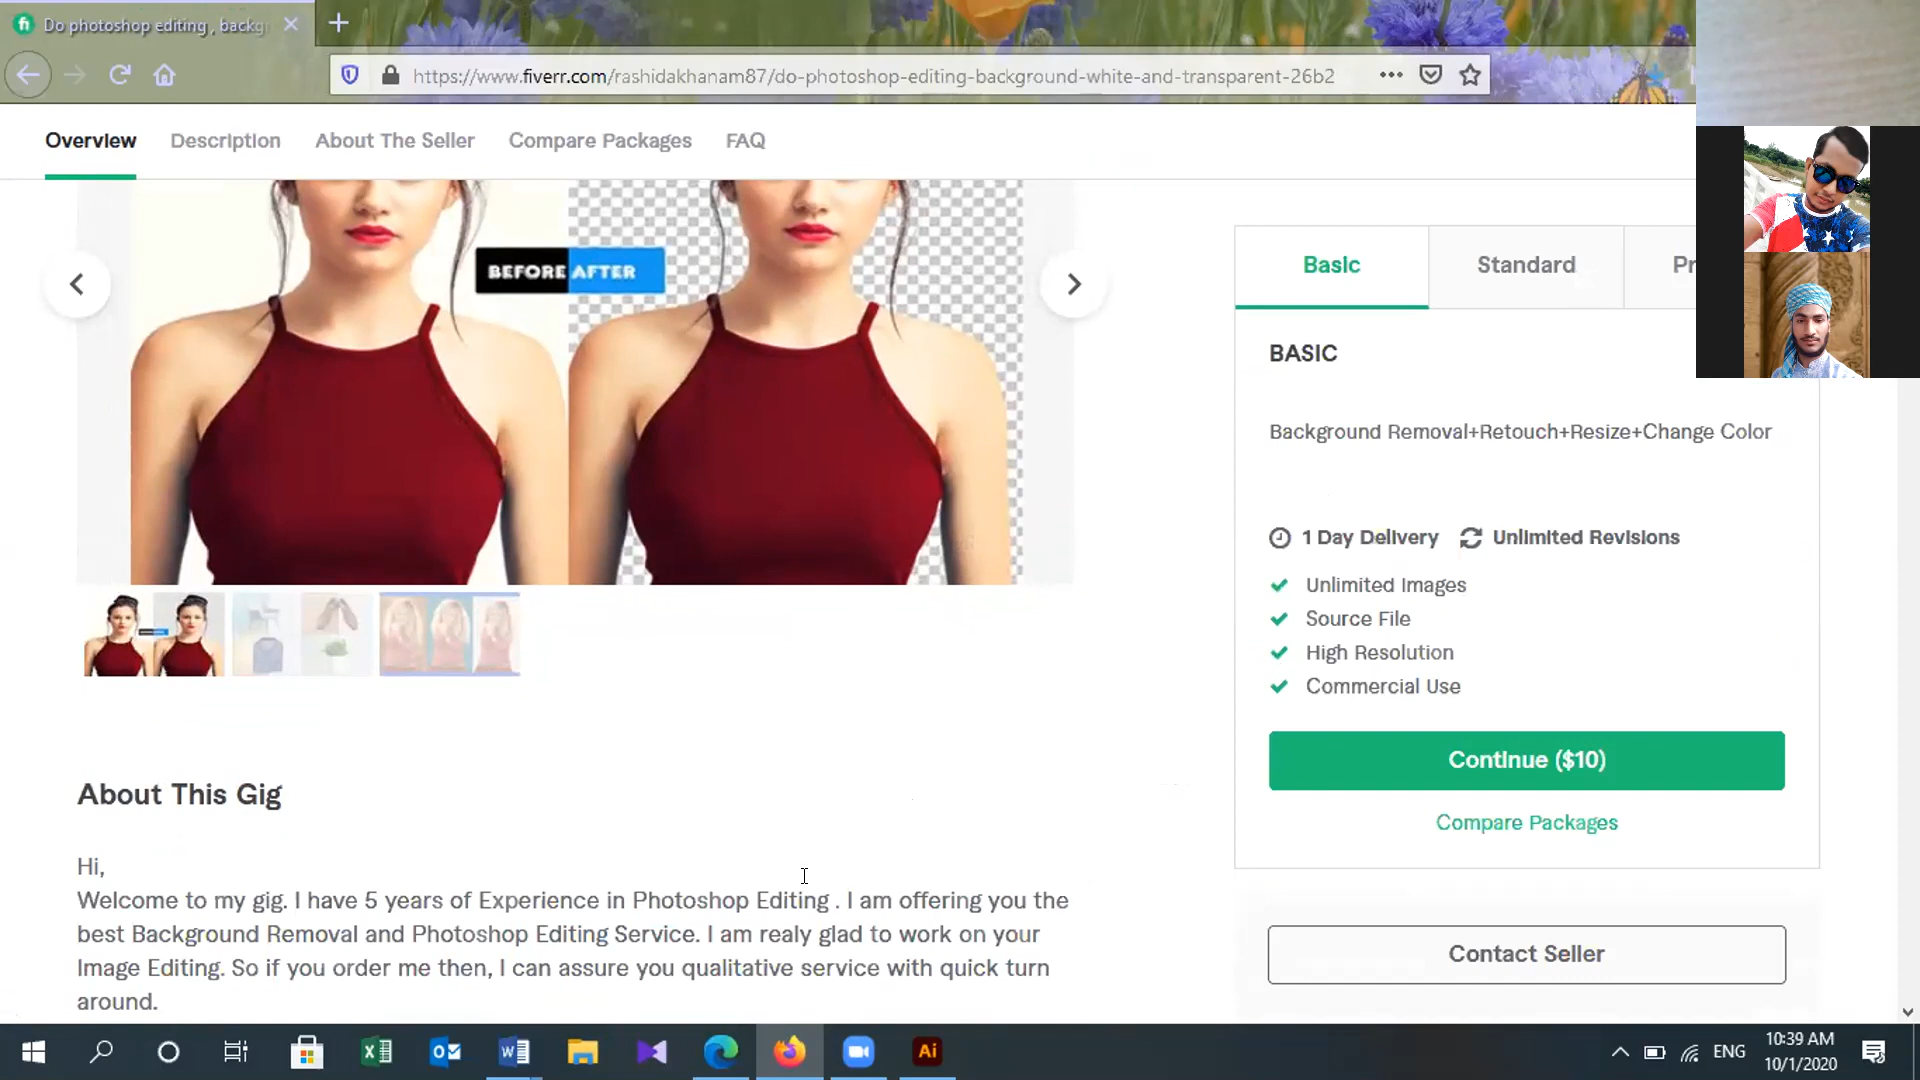 Do photoshop editing , backg
https://www.fiverr.com/rashidakhanam87/do-photoshop-editing-background-white-and-transparent-26b2
Overview
Description
About The Seller
Compare Packages
FAQ
BEFORE AFTER
Basic
Standard
Pr
BASIC
Background Removal+Retouch+Resize+Change Color
1 Day Delivery
Unlimited Revisions
Unlimited Images
Source File
High Resolution
Commercial Use
Continue ($10)
Compare Packages
Contact Seller
About This Gig
Hi,
Welcome to my gig. I have 5 years of Experience in Photoshop Editing . I am offering you the
best Background Removal and Photoshop Editing Service. I am realy glad to work on your
Image Editing. So if you order me then, I can assure you qualitative service with quick turn
around.
Ai
ENG
10:39 AM
10/1/2020